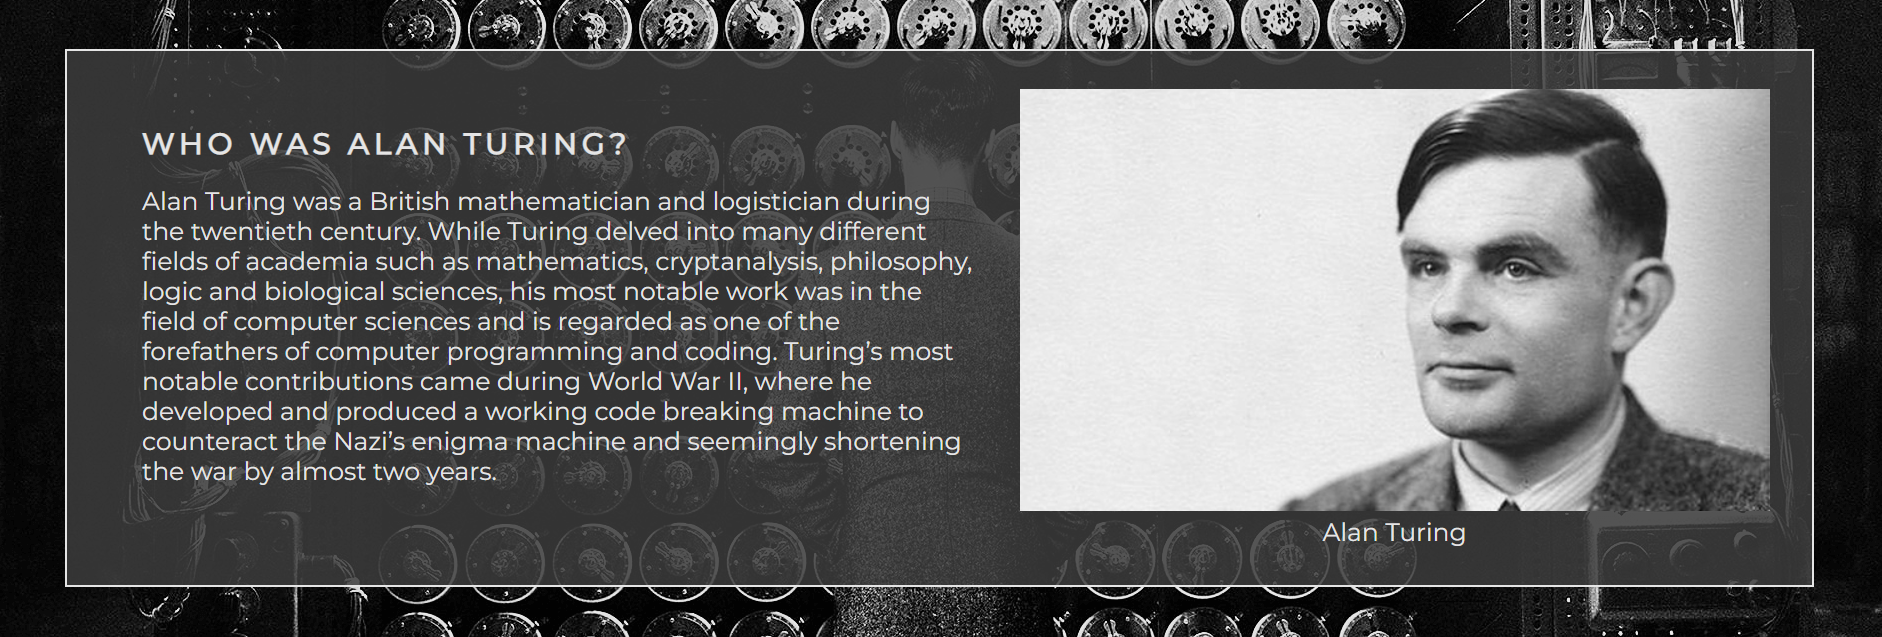 WHO WAS ALAN TURING?
Alan Turing was a British mathematician and logistician during
the twentieth century. While Turing delved into many different
fields of academia such as mathematics, cryptanalysis, philosophy,
logic and biological sciences, his most notable work was in the
field of computer sciences and is regarded as one of the
forefathers of computer programming and coding. Turing’s most
notable contributions came during World War II, where he
developed and produced a working code breaking machine to
counteract the Nazi’s enigma machine and seemingly shortening
the war by almost two years.
Alan Turing